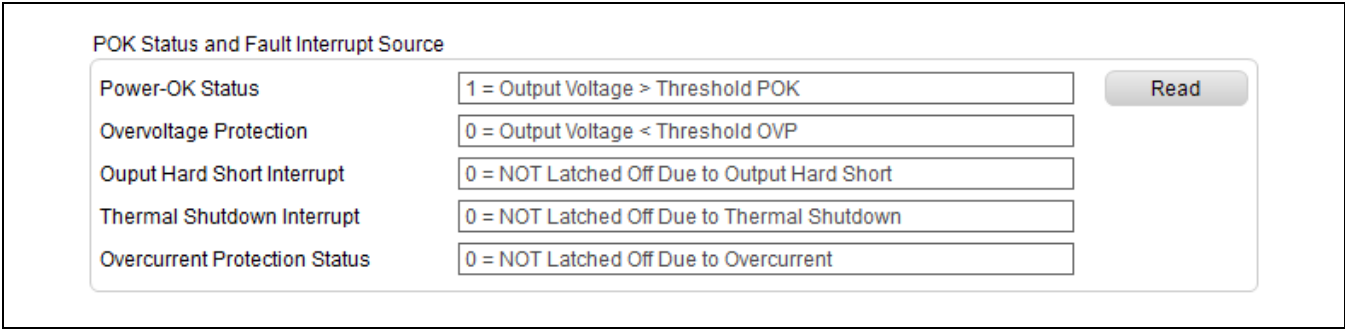 POK Status and Fault Interrupt Source
Power-OK Status 1 = Output Voltage > Threshold POK Read
Overvoltage Protection 0 = Output Voltage < Threshold OVP
Ouput Hard Short Interrupt 0 = NOT Latched Off Due to Output Hard Short
Thermal Shutdown Interrupt 0 = NOT Latched Off Due to Thermal Shutdown
Overcurrent Protection Status 0 = NOT Latched Off Due to Overcurrent